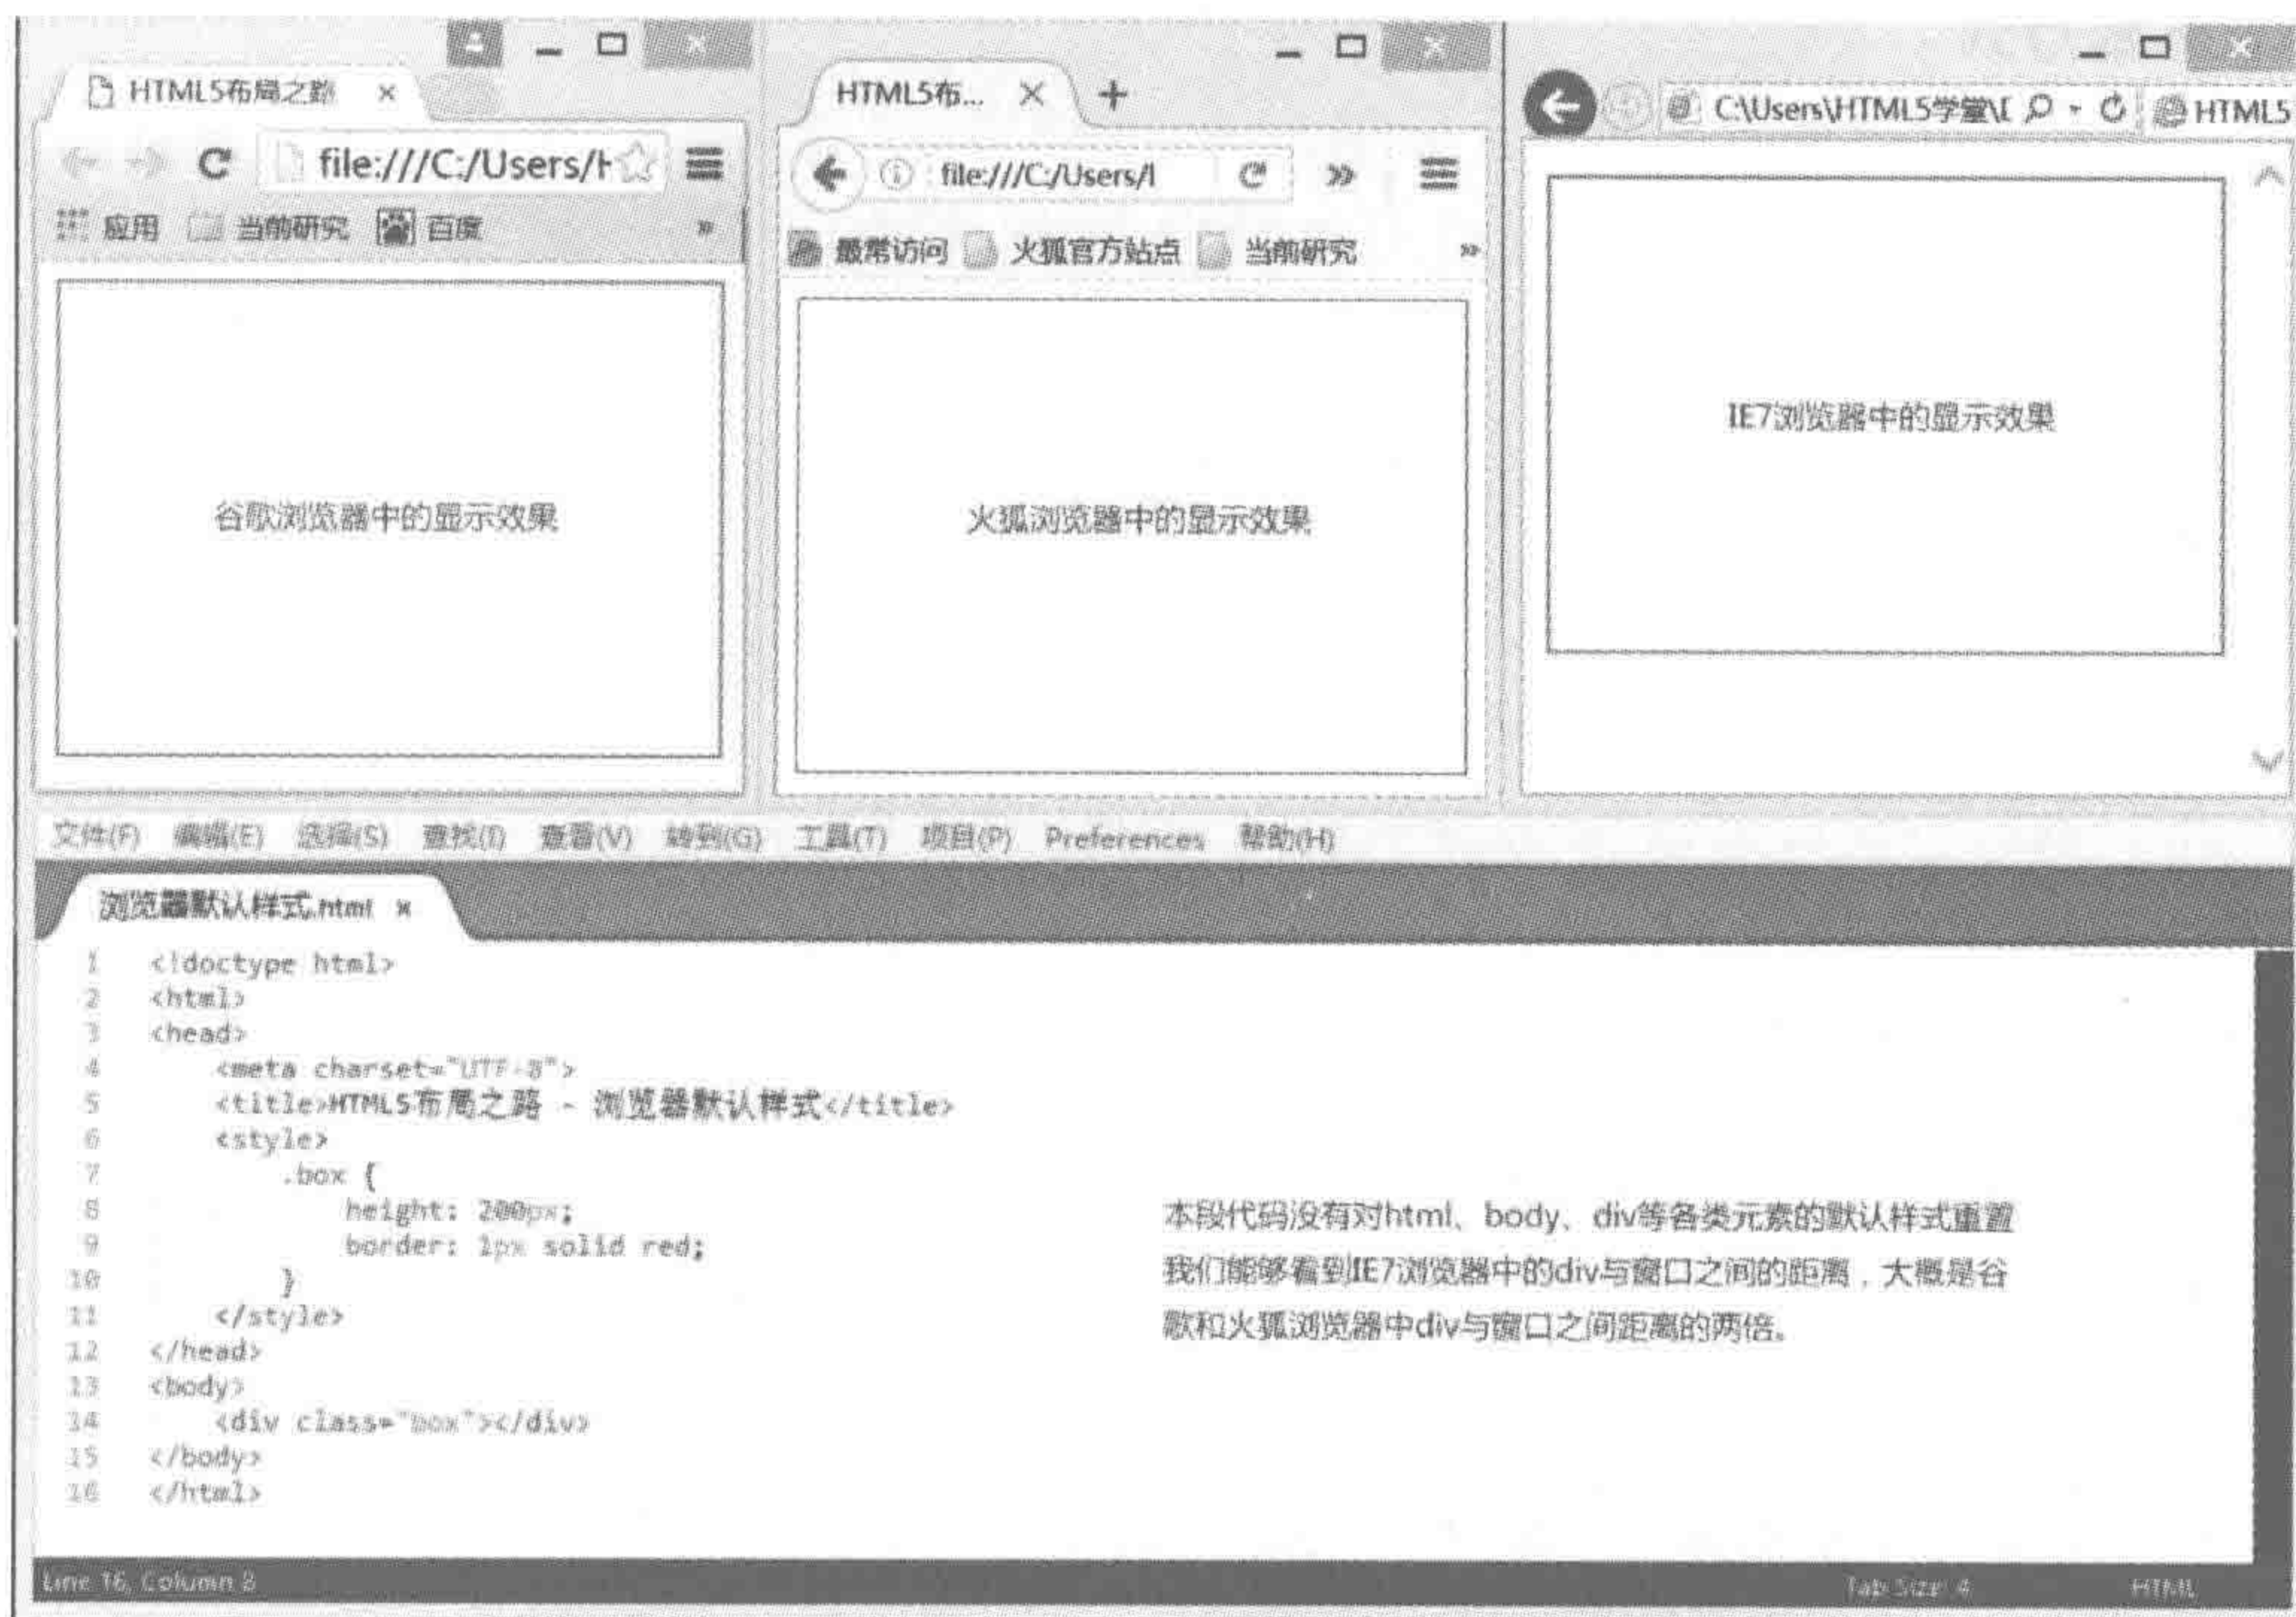 HTML5布局之路 ×
应用 当前研究 百度 »
file:///C:/Users/H
谷歌浏览器中的显示效果
HTML5布... × +
file:///C:/Users/l »
最常访问 火狐官方站点 当前研究 »
火狐浏览器中的显示效果
C:\Users\HTML5学堂\D HTML5
IE7浏览器中的显示效果
文件(F) 编辑(E) 选择(S) 查找(I) 查看(V) 转到(G) 工具(T) 项目(P) Preferences 帮助(H)
浏览器默认样式.html ×
1 <!doctype html>
2 <html>
3 <head>
4 <meta charset="UTF-8">
5 <title>HTML5布局之路 - 浏览器默认样式</title>
6 <style>
7 .box {
8 height: 200px;
9 border: 1px solid red;
10 }
11 </style>
12 </head>
13 <body>
14 <div class="box"></div>
15 </body>
16 </html>
本段代码没有对html、body、div等各类元素的默认样式重置
我们能够看到IE7浏览器中的div与窗口之间的距离，大概是谷
歌和火狐浏览器中div与窗口之间距离的两倍。
Line 16, Column 8 Tab Size: 4 HTML